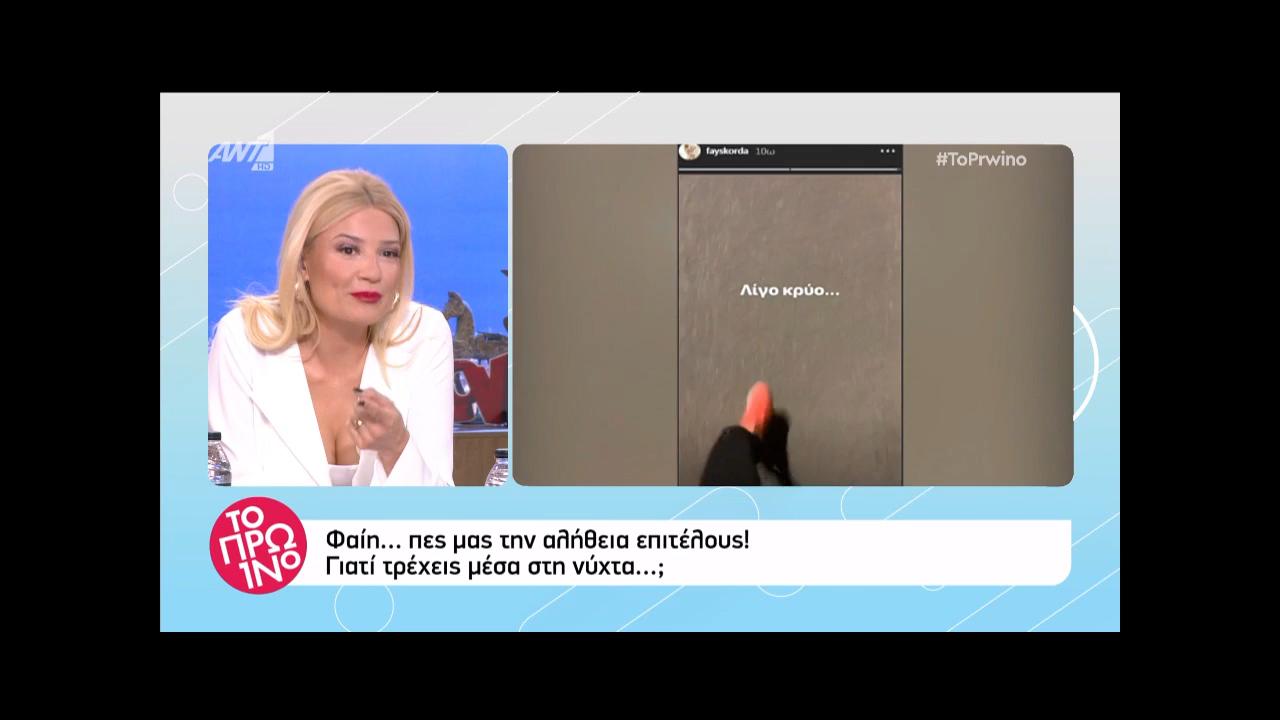 ANT1
HD
fayskorda 10ω
#ToPrwino
Λίγο κρύο...
ΤΟ
ΠΡΩ
ΙΝΟ
Φαίη... πες μας την αλήθεια επιτέλους!
Γιατί τρέχεις μέσα στη νύχτα...;